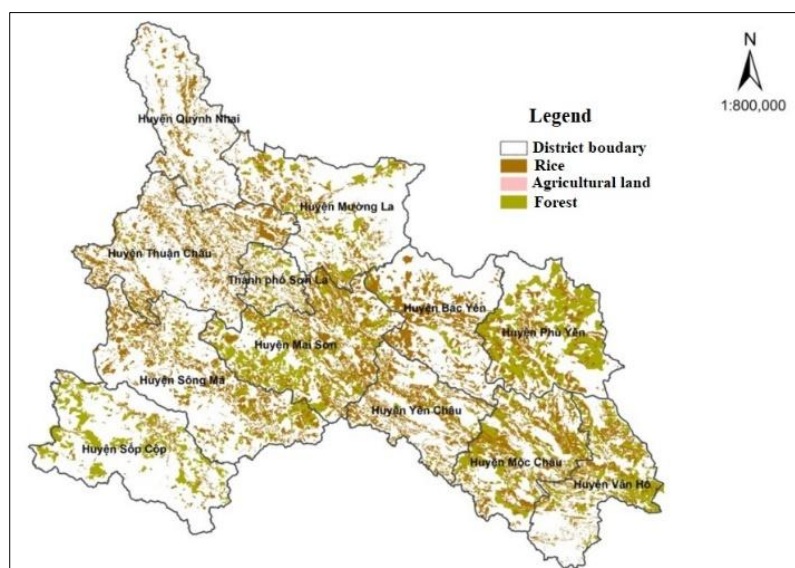 N
1:800,000
Legend
District boudary
Rice
Agricultural land
Forest
Huyện Quỳnh Nhai
Huyện Mường La
Huyện Thuận Châu
Thành phố Sơn La
Huyện Bắc Yên
Huyện Phù Yên
Huyện Mai Sơn
Huyện Sông Mã
Huyện Yên Châu
Huyện Sốp Cộp
Huyện Mộc Châu
Huyện Vân Hồ